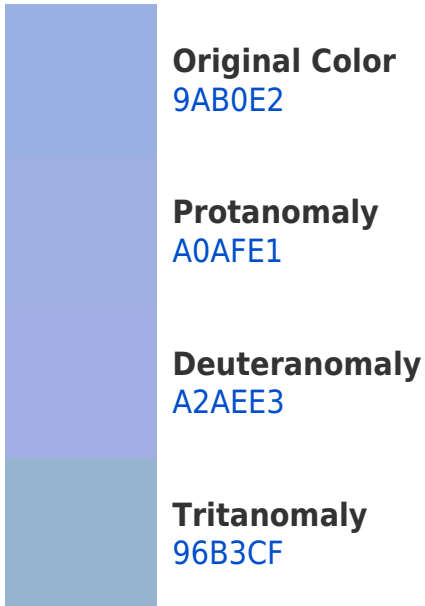 Original Color
9AB0E2
Protanomaly
A0AFE1
Deuteranomaly
A2AEE3
Tritanomaly
96B3CF